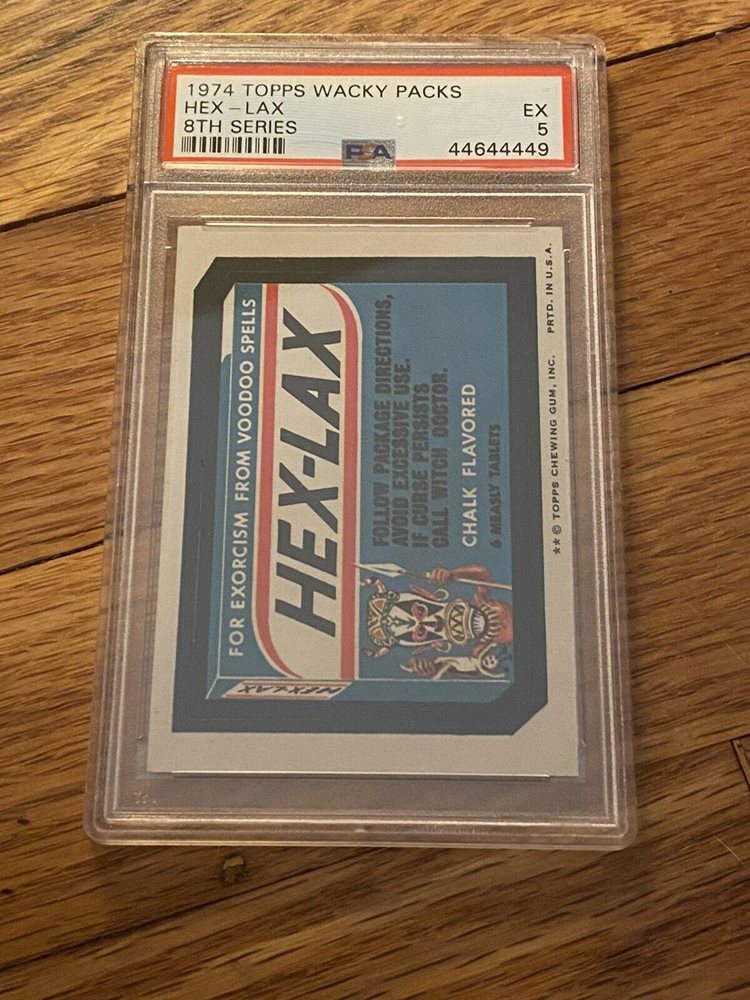 1974 TOPPS WACKY PACKS
HEX-LAX
8TH SERIES
EX
5
44644449
PSA
FOR EXORCISM FROM VOODOO SPELLS
HEX-LAX
FOLLOW PACKAGE DIRECTIONS,
AVOID EXCESSIVE USE.
IF CURSE PERSISTS
CALL WITCH DOCTOR.
CHALK FLAVORED
6 MEASLY TABLETS
HEX-LAX
★★ © TOPPS CHEWING GUM, INC. PRTD. IN U.S.A.